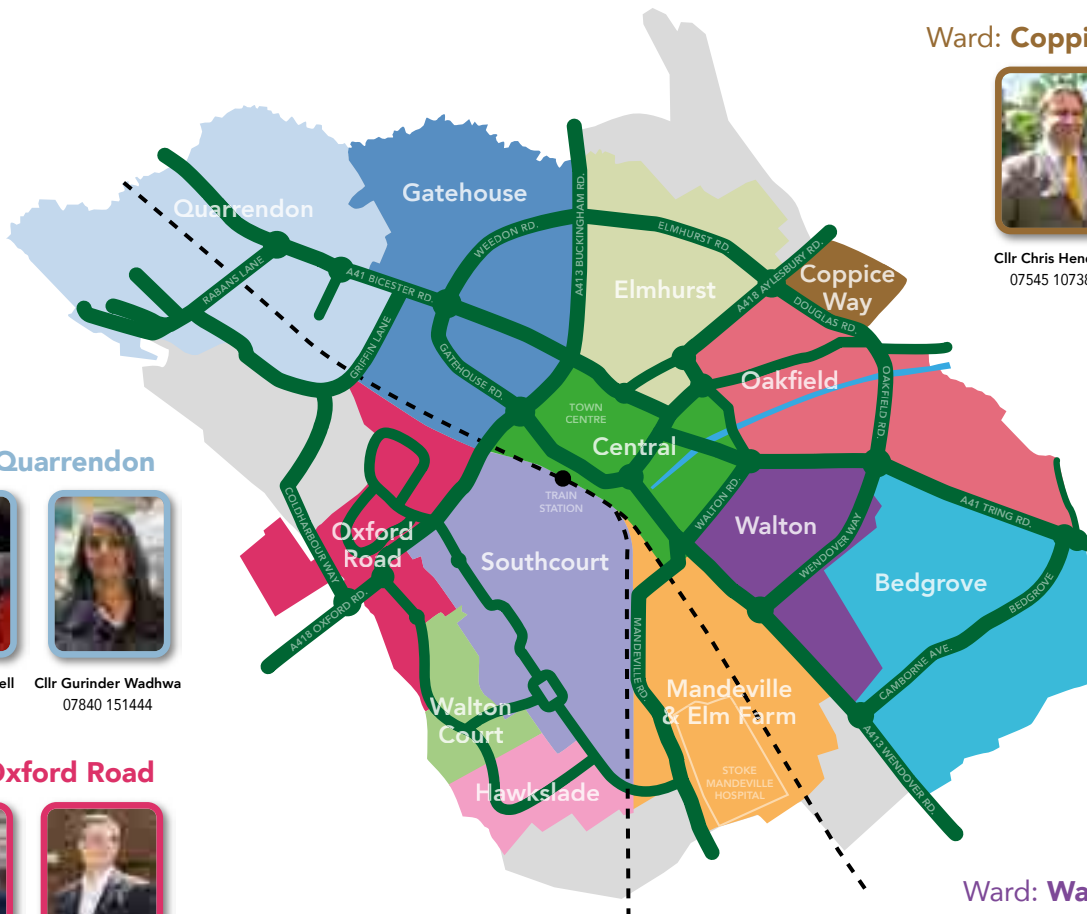 Ward: Coppi
Cllr Chris Hend
07545 10738
Quarrendon
Gatehouse
WEEDON RD.
A413 BUCKINGHAM RD.
ELMHURST RD.
Elmhurst
A418 AYLESBURY RD.
Coppice
Way
DOUGLAS RD.
RABANS LANE
A41 BICESTER RD.
GRIFFIN LANE
GATEHOUSE RD.
Oakfield
OAKFIELD RD.
TOWN
CENTRE
Central
TRAIN
STATION
WALTON RD.
A41 TRING RD.
Quarrendon
ell
Cllr Gurinder Wadhwa
07840 151444
COLDHARBOUR WAY
Oxford
Road
A418 OXFORD RD.
Southcourt
Walton
WENDOVER WAY
Bedgrove
BEDGROVE
CAMBORNE AVE.
MANDEVILLE RD.
Mandeville
& Elm Farm
Walton
Court
Hawkslade
STOKE
MANDEVILLE
HOSPITAL
A413 WENDOVER RD.
Oxford Road
Ward: Wa